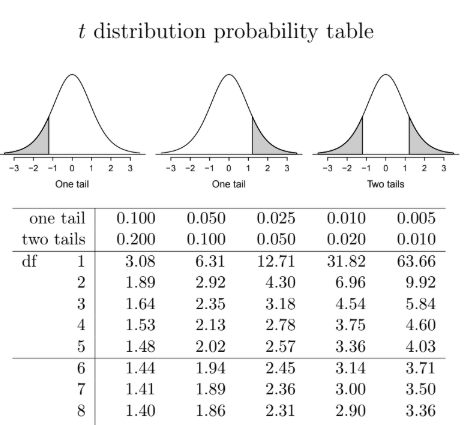 t distribution probability table
−3 −2 −1 0 1 2 3
One tail
−3 −2 −1 0 1 2 3
One tail
−3 −2 −1 0 1 2 3
Two tails
one tail 0.100 0.050 0.025 0.010 0.005
two tails 0.200 0.100 0.050 0.020 0.010
df 1 3.08 6.31 12.71 31.82 63.66
2 1.89 2.92 4.30 6.96 9.92
3 1.64 2.35 3.18 4.54 5.84
4 1.53 2.13 2.78 3.75 4.60
5 1.48 2.02 2.57 3.36 4.03
6 1.44 1.94 2.45 3.14 3.71
7 1.41 1.89 2.36 3.00 3.50
8 1.40 1.86 2.31 2.90 3.36